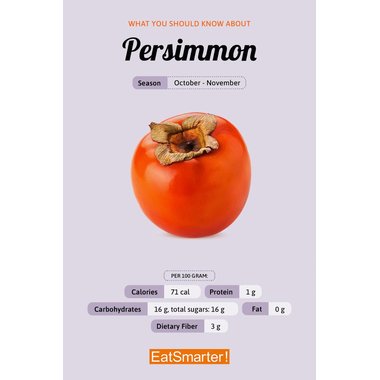 WHAT YOU SHOULD KNOW ABOUT
Persimmon
Season October - November
PER 100 GRAM:
Calories 71 cal Protein 1 g
Carbohydrates 16 g, total sugars: 16 g Fat 0 g
Dietary Fiber 3 g
EatSmarter!